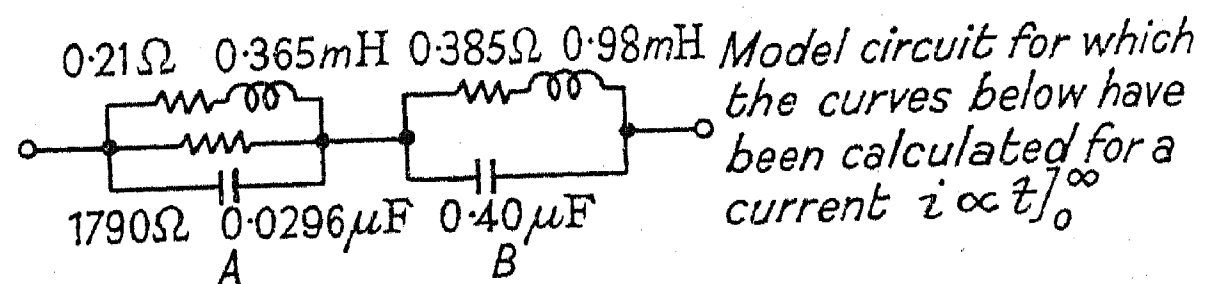 0·21Ω 0·365mH 0·385Ω 0·98mH
1790Ω 0·0296μF 0·40μF
A B
Model circuit for which
the curves below have
been calculated for a
current i ∝ t]₀^∞